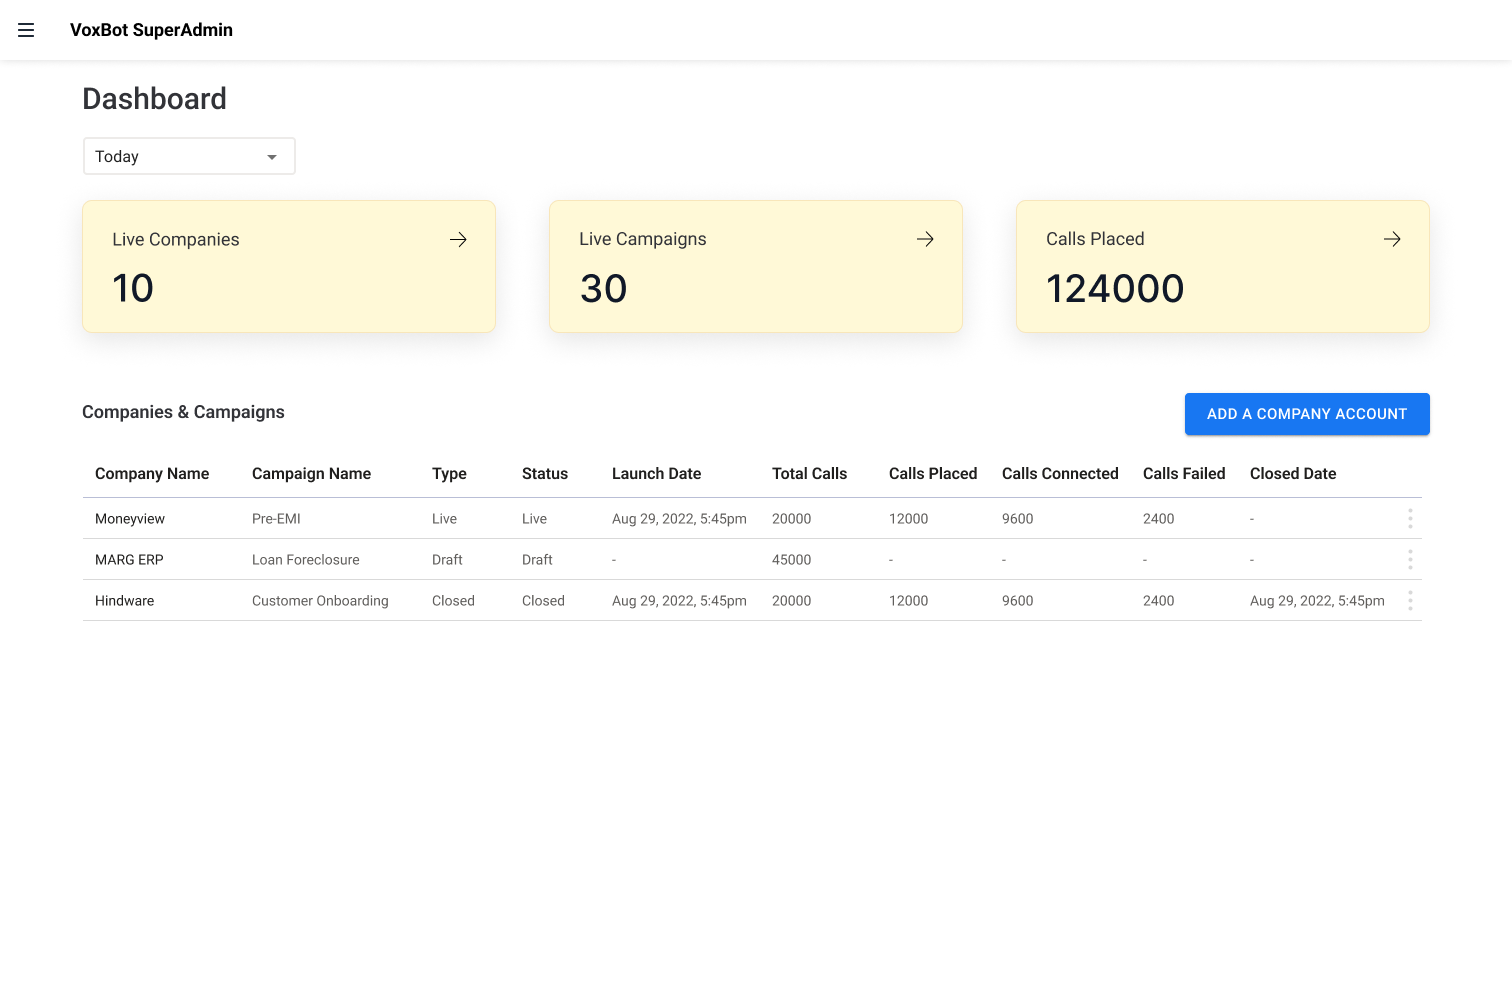 VoxBot SuperAdmin
Dashboard
Today
Live Companies
10
Live Campaigns
30
Calls Placed
124000
Companies & Campaigns
ADD A COMPANY ACCOUNT
Company Name Campaign Name Type Status Launch Date Total Calls Calls Placed Calls Connected Calls Failed Closed Date
Moneyview Pre-EMI Live Live Aug 29, 2022, 5:45pm 20000 12000 9600 2400 -
MARG ERP Loan Foreclosure Draft Draft - 45000 - - - -
Hindware Customer Onboarding Closed Closed Aug 29, 2022, 5:45pm 20000 12000 9600 2400 Aug 29, 2022, 5:45pm